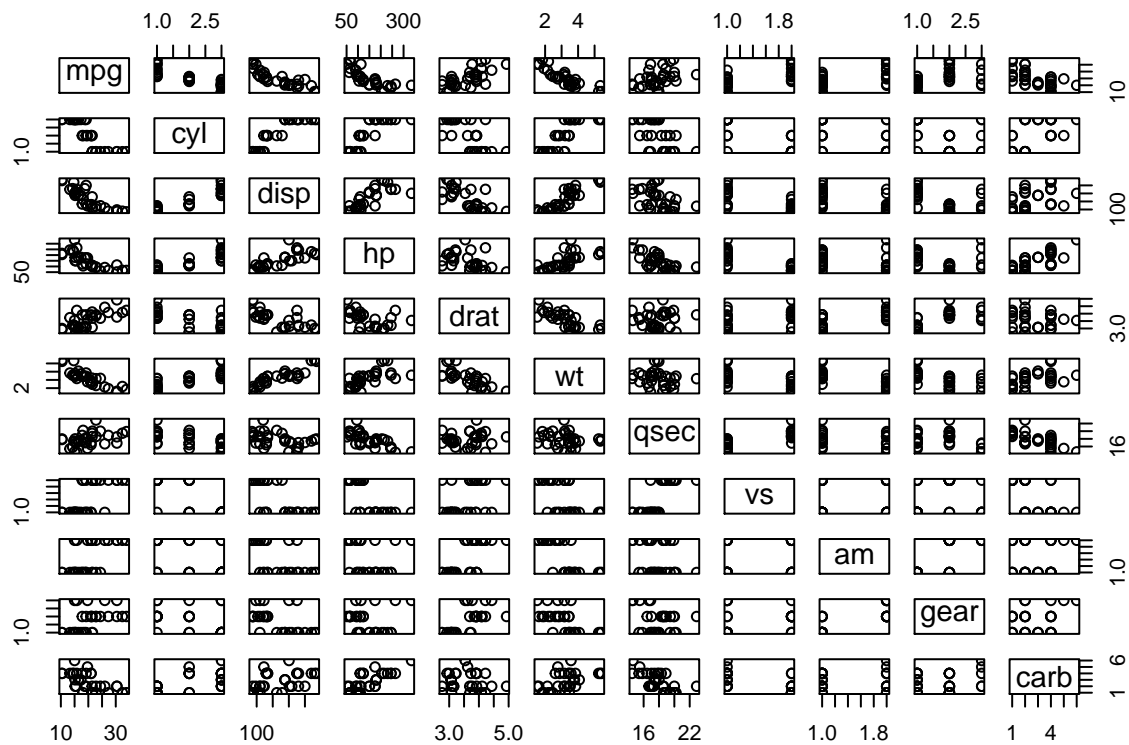 1.0 2.5 50 300 2 4 1.0 1.8 1.0 2.5
mpg 10
1.0 cyl
disp 100
50 hp
drat 3.0
2 wt
qsec 16
1.0 vs
am 1.0
1.0 gear
carb 1 6
10 30 100 3.0 5.0 16 22 1.0 1.8 1 4